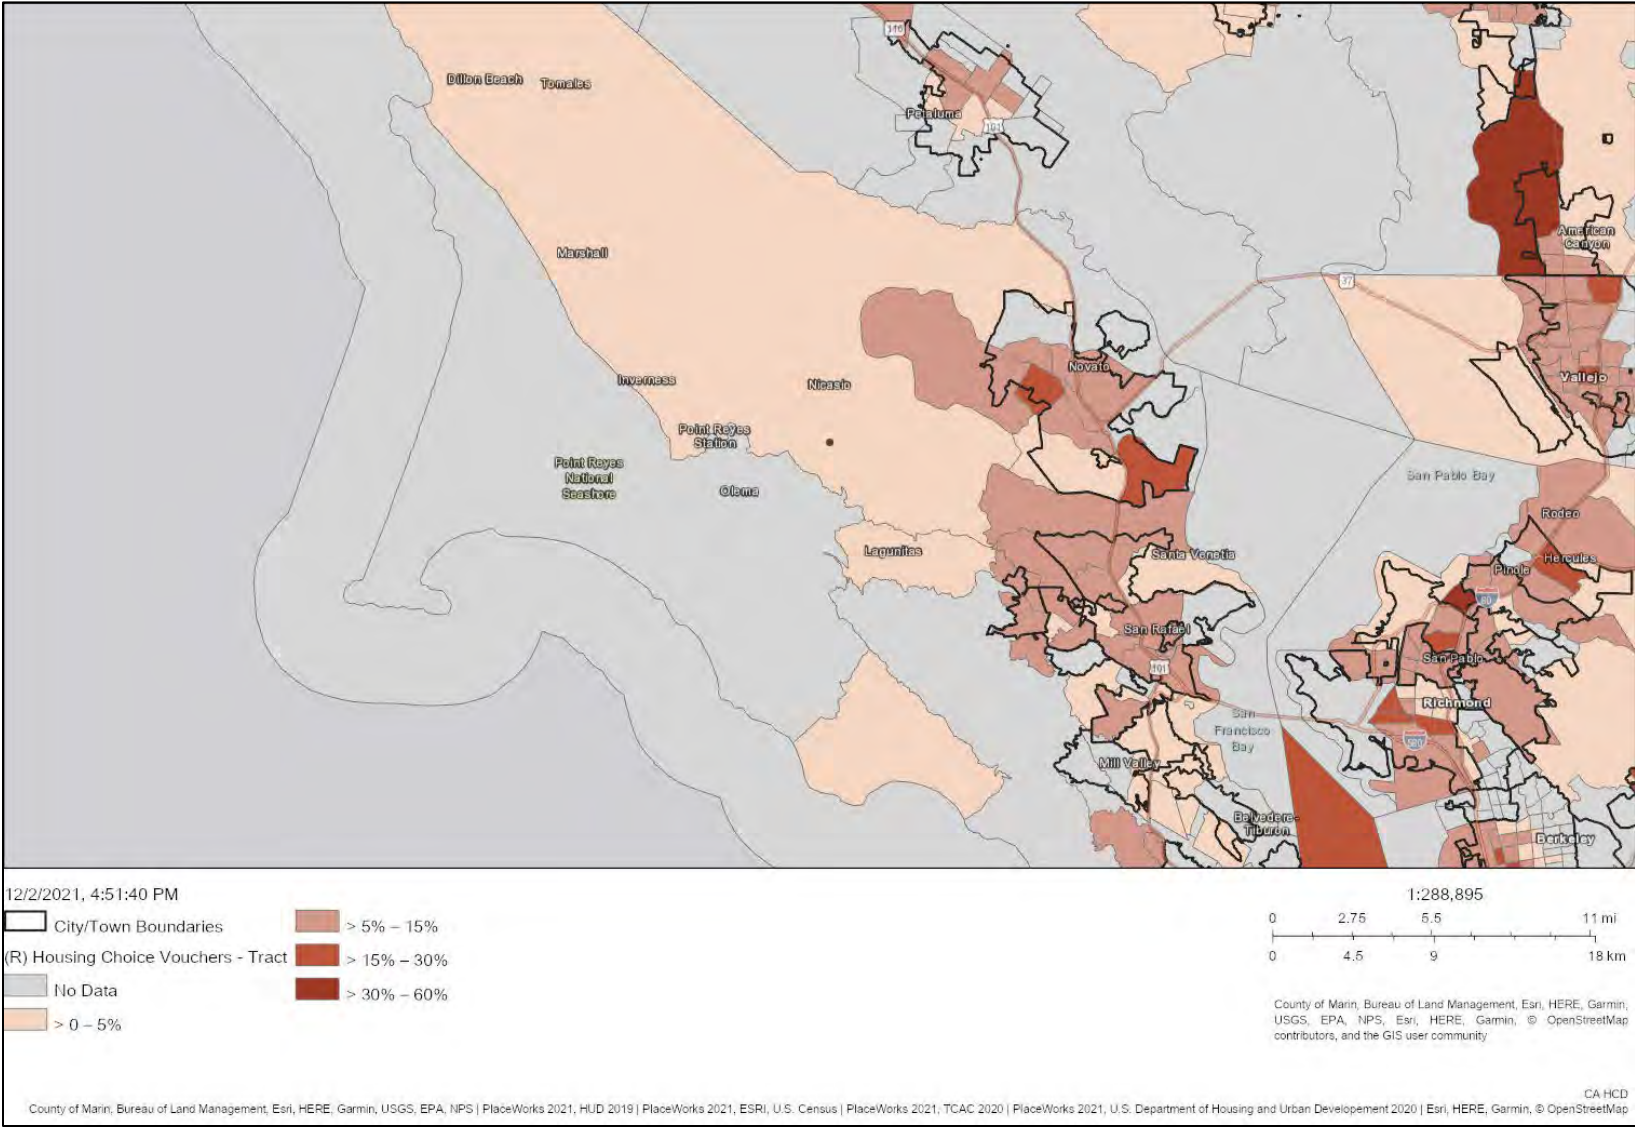 146
Dillon Beach
Tomales
Petaluma
101
Marshall
American
Canyon
37
Novato
Vallejo
Inverness
Nicasio
Point Reyes
Station
Point Reyes
National
Seashore
Olema
San Pablo Bay
Rodeo
Lagunitas
Santa Venetia
Hercules
Pinole
80
San Rafael
San Pablo
101
Richmond
San
Francisco
Bay
580
Mill Valley
Belvedere-
Tiburon
Berkeley
12/2/2021, 4:51:40 PM
City/Town Boundaries
(R) Housing Choice Vouchers - Tract
No Data
> 0 – 5%
> 5% – 15%
> 15% – 30%
> 30% – 60%
1:288,895
0 2.75 5.5 11 mi
0 4.5 9 18 km
County of Marin, Bureau of Land Management, Esri, HERE, Garmin,
USGS, EPA, NPS, Esri, HERE, Garmin, © OpenStreetMap
contributors, and the GIS user community
CA HCD
County of Marin, Bureau of Land Management, Esri, HERE, Garmin, USGS, EPA, NPS | PlaceWorks 2021, HUD 2019 | PlaceWorks 2021, ESRI, U.S. Census | PlaceWorks 2021, TCAC 2020 | PlaceWorks 2021, U.S. Department of Housing and Urban Developement 2020 | Esri, HERE, Garmin, © OpenStreetMap